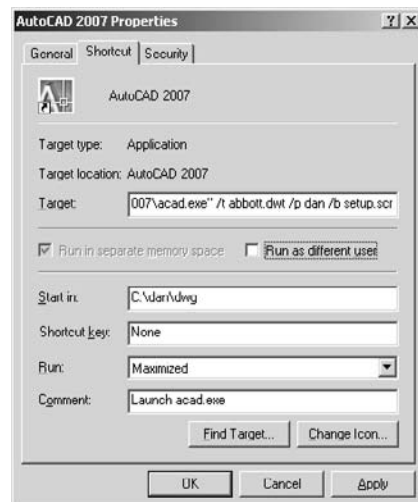 AutoCAD 2007 Properties
General Shortcut Security
AutoCAD 2007
Target type: Application
Target location: AutoCAD 2007
Target: 007\acad.exe" /t abbott.dwt /p dan /b setup.scr
Run in separate memory space Run as different user
Start in: C:\dan\dwg
Shortcut key: None
Run: Maximized
Comment: Launch acad.exe
Find Target... Change Icon...
OK Cancel Apply